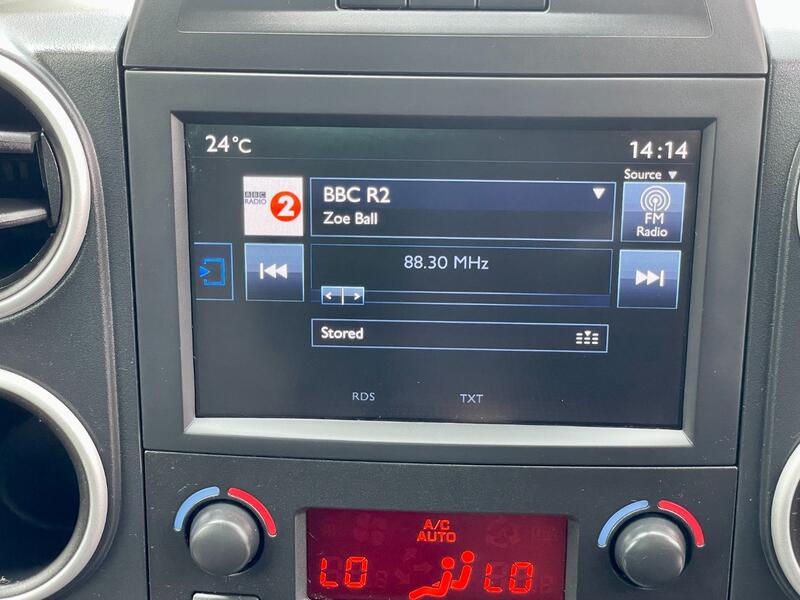 24°C
14:14
Source
BBC RADIO 2
BBC R2
Zoe Ball
FM
Radio
88.30 MHz
Stored
RDS
TXT
A/C
AUTO
LO
LO